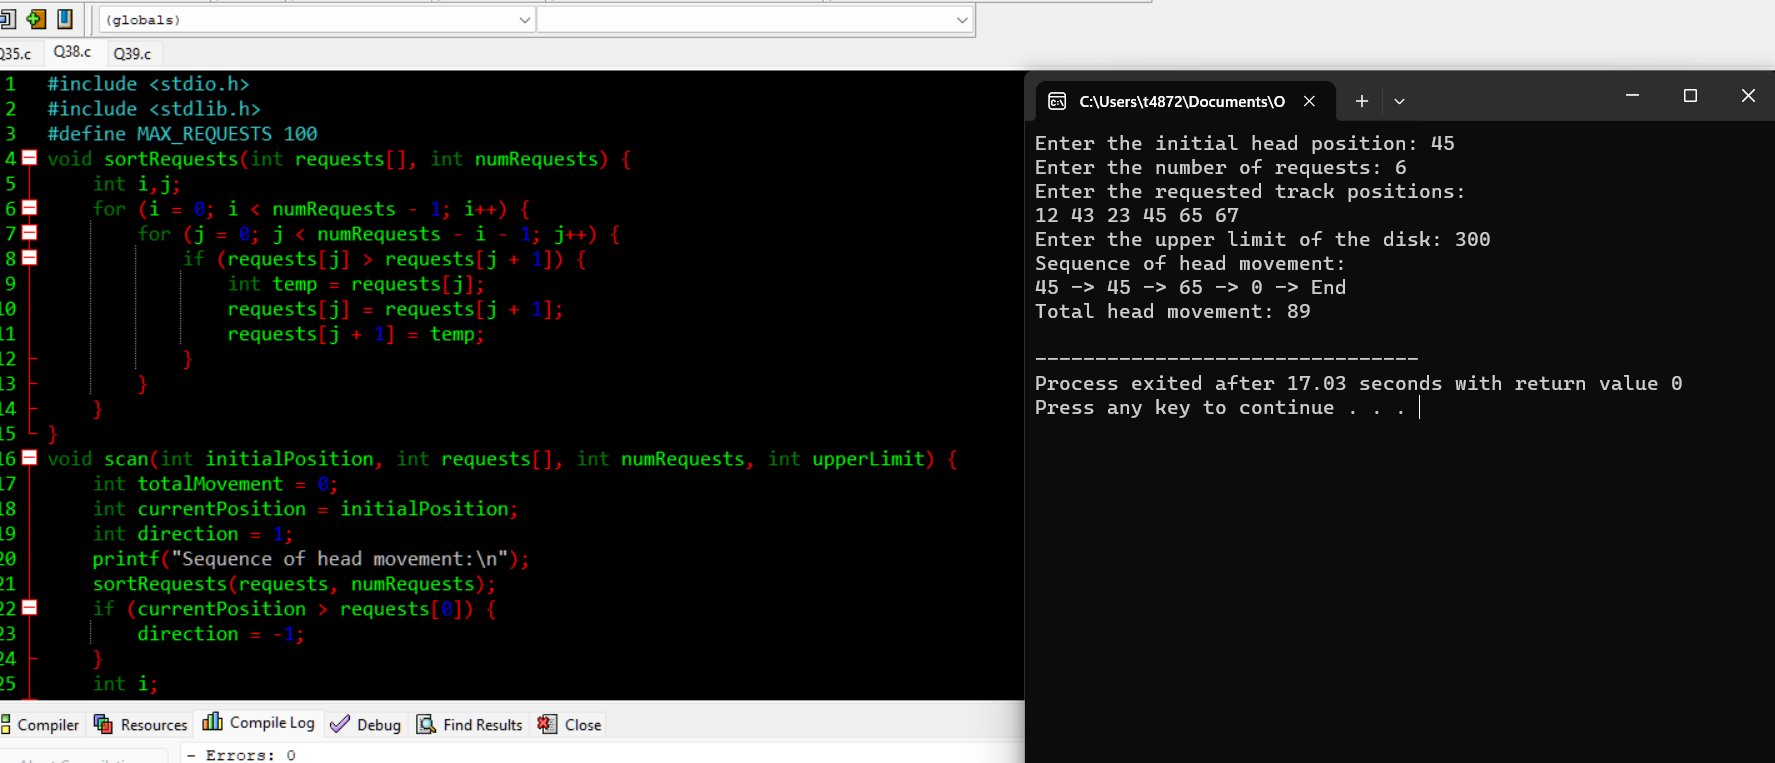 (globals)
Q35.c Q38.c Q39.c
1 #include <stdio.h>
2 #include <stdlib.h>
3 #define MAX_REQUESTS 100
4 void sortRequests(int requests[], int numRequests) {
5 int i,j;
6 for (i = 0; i < numRequests - 1; i++) {
7 for (j = 0; j < numRequests - i - 1; j++) {
8 if (requests[j] > requests[j + 1]) {
9 int temp = requests[j];
10 requests[j] = requests[j + 1];
11 requests[j + 1] = temp;
12 }
13 }
14 }
15 }
16 void scan(int initialPosition, int requests[], int numRequests, int upperLimit) {
17 int totalMovement = 0;
18 int currentPosition = initialPosition;
19 int direction = 1;
20 printf("Sequence of head movement:\n");
21 sortRequests(requests, numRequests);
22 if (currentPosition > requests[0]) {
23 direction = -1;
24 }
25 int i;
Compiler Resources Compile Log Debug Find Results Close
- Errors: 0
C:\Users\t4872\Documents\O
Enter the initial head position: 45
Enter the number of requests: 6
Enter the requested track positions:
12 43 23 45 65 67
Enter the upper limit of the disk: 300
Sequence of head movement:
45 -> 45 -> 65 -> 0 -> End
Total head movement: 89
--------------------------------
Process exited after 17.03 seconds with return value 0
Press any key to continue . . .